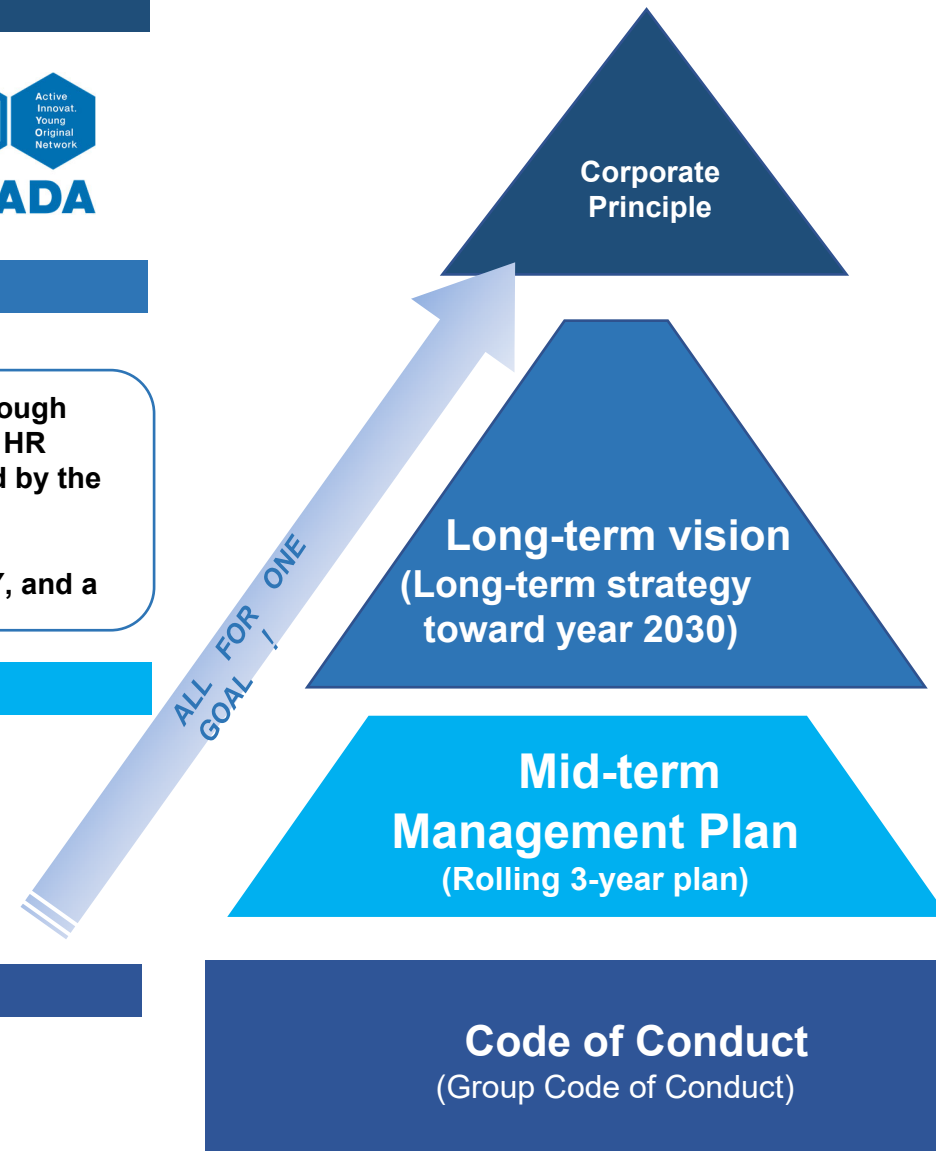 Active
Innovat.
Young
Original
Network
ADA
ough
HR
d by the
, and a
ALL FOR ONE
GOAL !
Corporate
Principle
Long-term vision
(Long-term strategy
toward year 2030)
Mid-term
Management Plan
(Rolling 3-year plan)
Code of Conduct
(Group Code of Conduct)